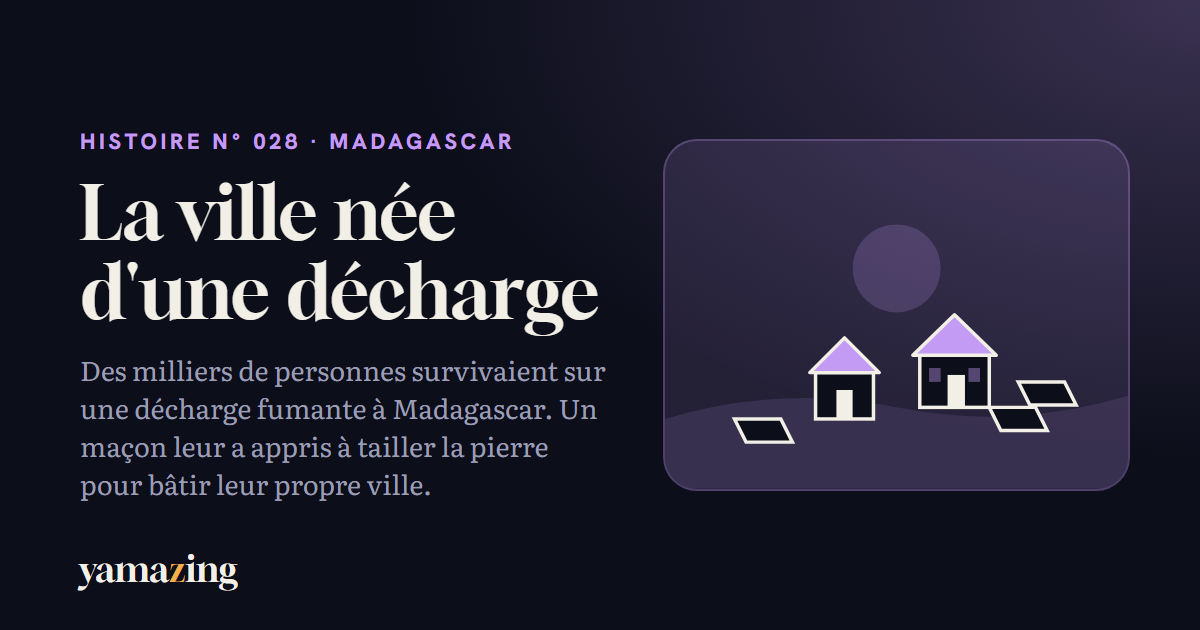 HISTOIRE N° 028 · MADAGASCAR
La ville née
d'une décharge
Des milliers de personnes survivaient sur
une décharge fumante à Madagascar. Un
maçon leur a appris à tailler la pierre
pour bâtir leur propre ville.
yamazing